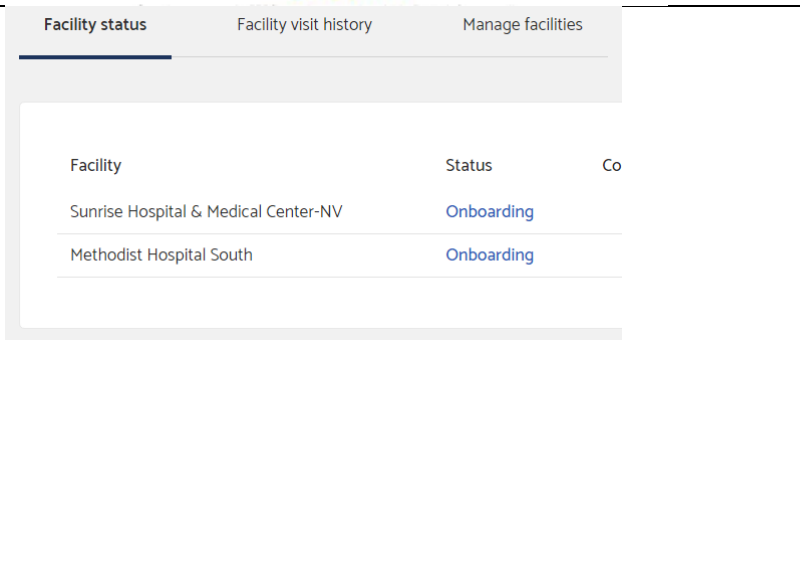 Facility status Facility visit history Manage facilities
Facility Status Co
Sunrise Hospital & Medical Center-NV Onboarding
Methodist Hospital South Onboarding